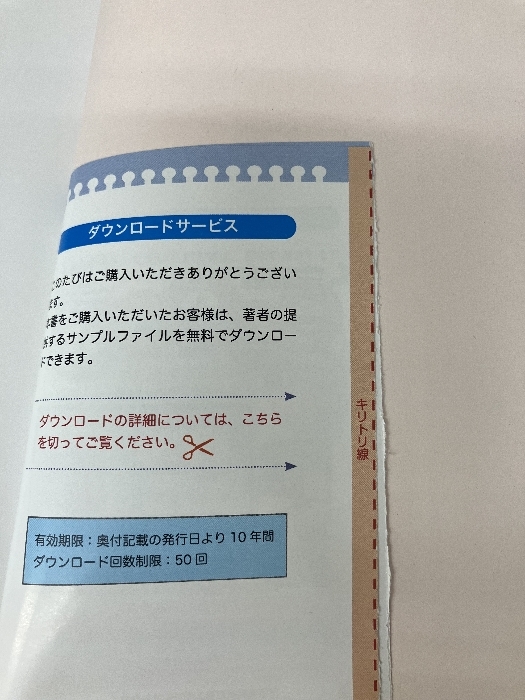 ダウンロードサービス
のたびはご購入いただきありがとうござい
ます。
書をご購入いただいたお客様は、著者の提
するサンプルファイルを無料でダウンロー
ドできます。
ダウンロードの詳細については、こちら
を切ってご覧ください。
有効期限：奥付記載の発行日より10年間
ダウンロード回数制限：50回
キリトリ線